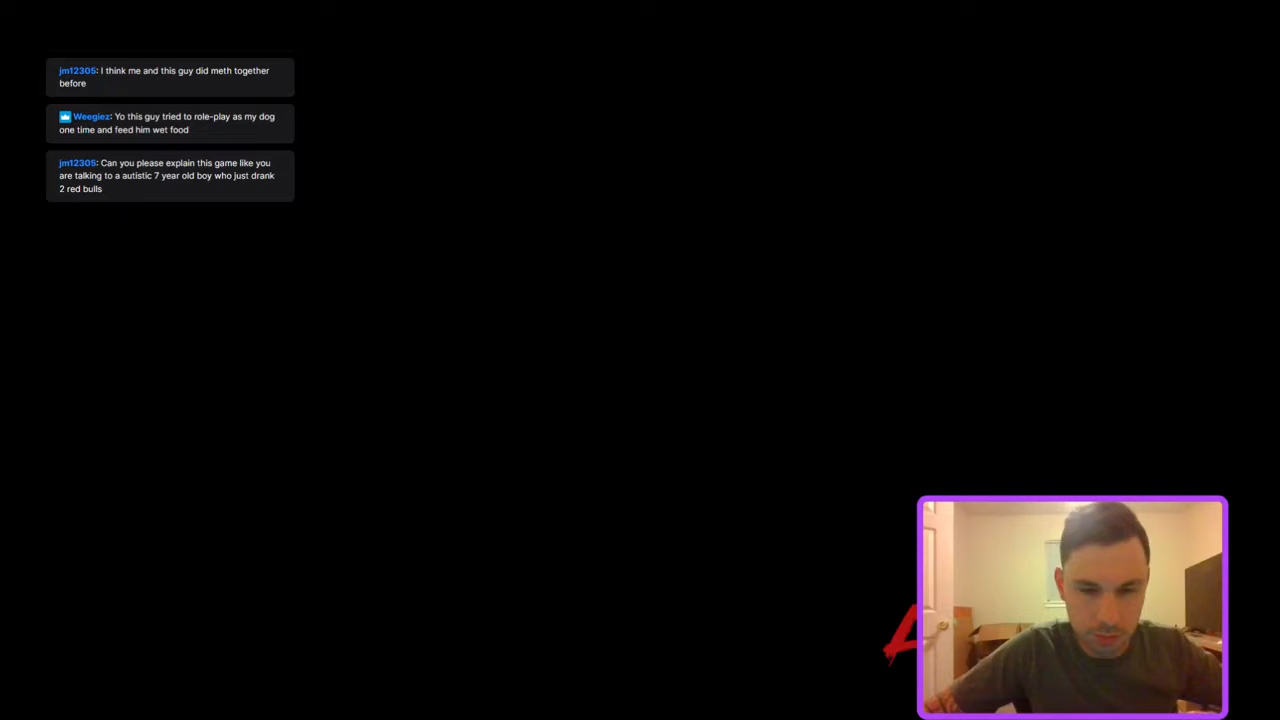 jm12305: I think me and this guy did meth together
before
Weegiez: Yo this guy tried to role-play as my dog
one time and feed him wet food
jm12305: Can you please explain this game like you
are talking to a autistic 7 year old boy who just drank
2 red bulls